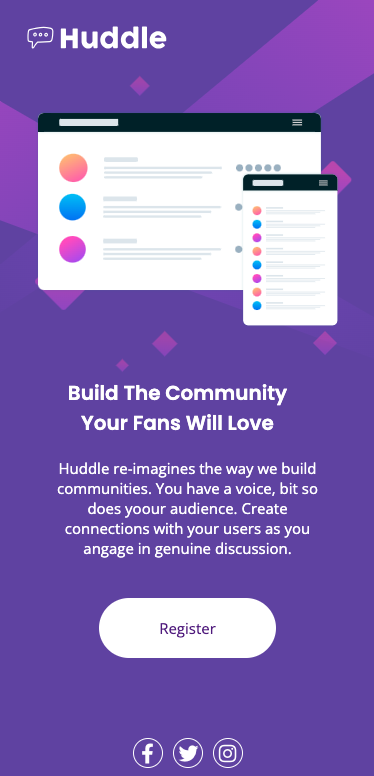 Huddle
Build The Community
Your Fans Will Love
Huddle re-imagines the way we build
communities. You have a voice, bit so
does yoour audience. Create
connections with your users as you
angage in genuine discussion.
Register